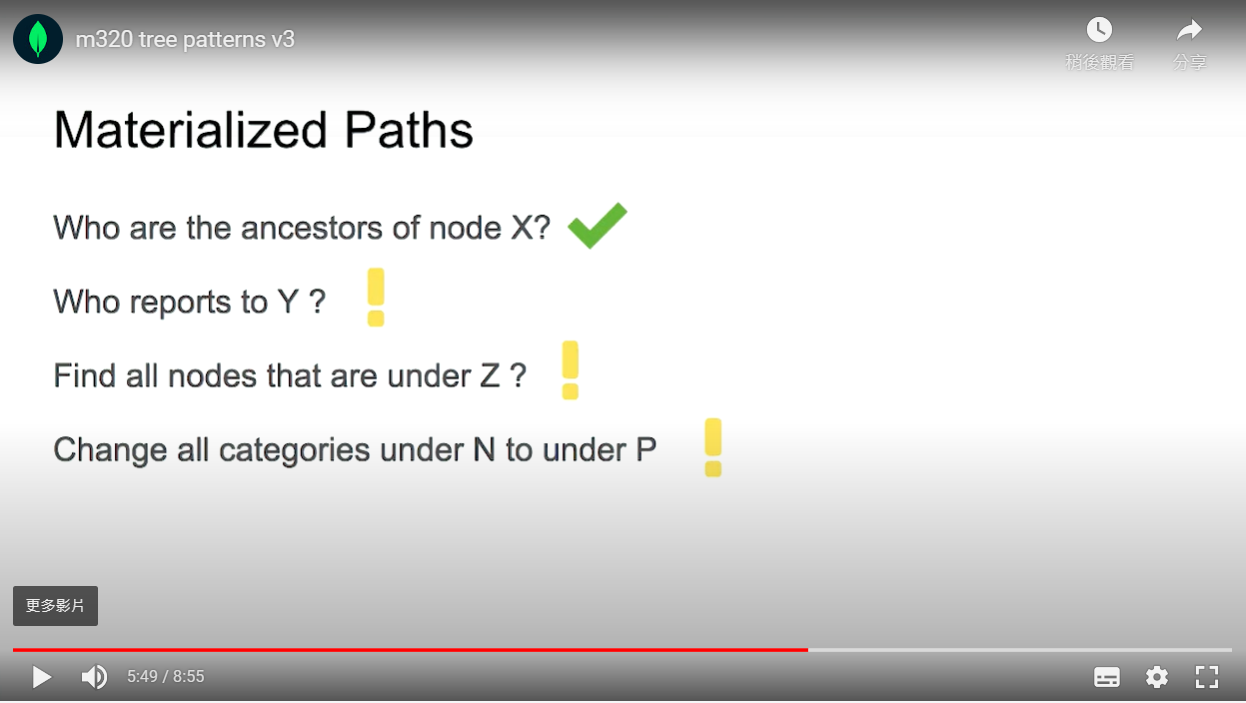 m320 tree patterns v3
稍後觀看
分享
Materialized Paths
Who are the ancestors of node X?
Who reports to Y ?
Find all nodes that are under Z ?
Change all categories under N to under P
更多影片
5:49 / 8:55